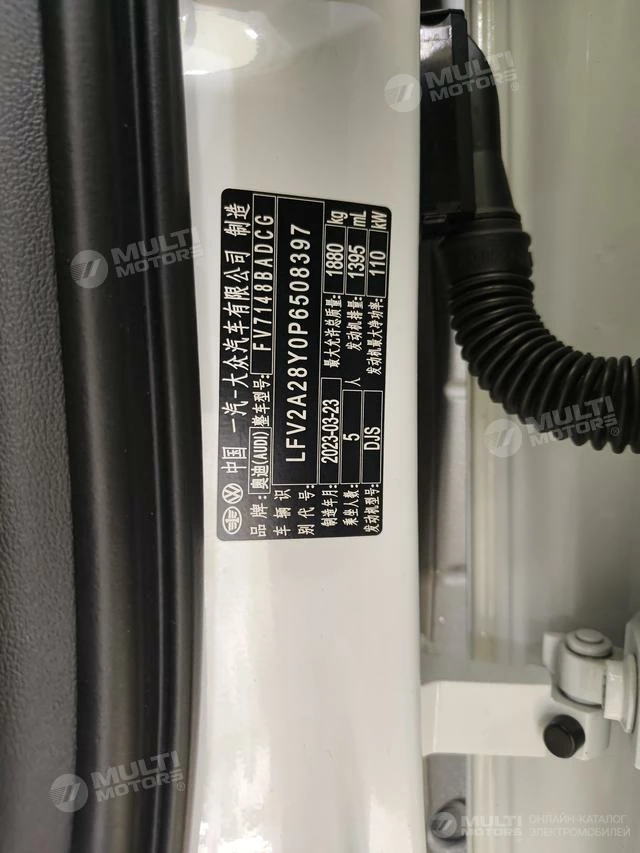 中国 一汽-大众汽车有限公司 制造
品牌: 奥迪(AUDI) 整车型号: FV7148BADCG
车辆识别代号: LFV2A28Y0P6508397
制造年月: 2023-03-23 最大允许总质量: 1880 kg
乘坐人数: 5 人 发动机排量: 1395 mL
发动机型号: DJS 发动机最大净功率: 110 kW
MULTI MOTORS
MULTI MOTORS
MULTI MOTORS
MULTI MOTORS
MULTI MOTORS
ОНЛАЙН-КАТАЛОГ
ЭЛЕКТРОМОБИЛЕЙ